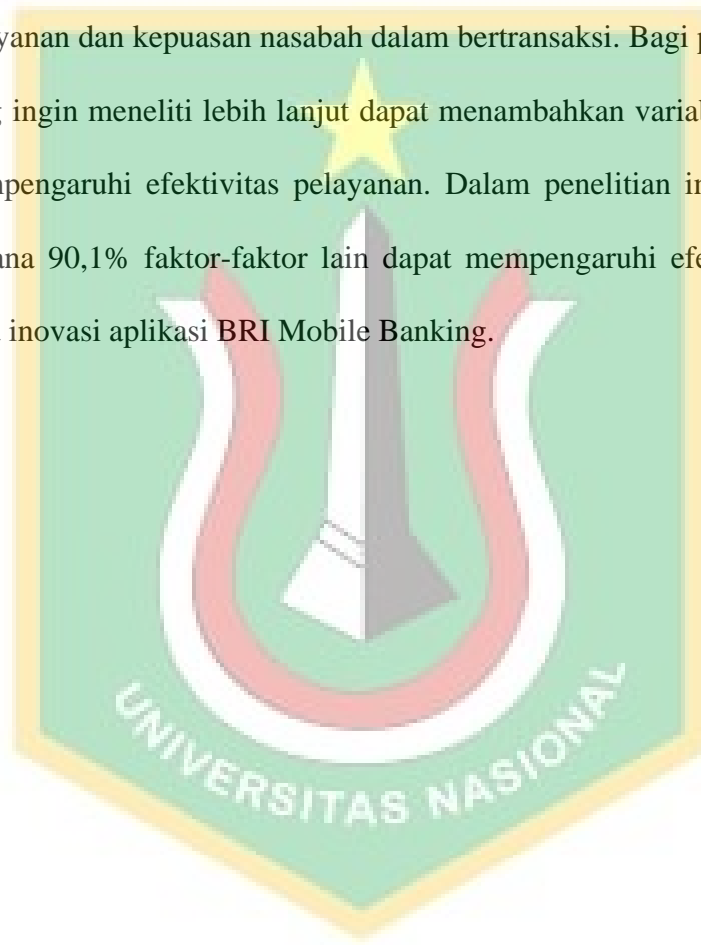 yanan dan kepuasan nasabah dalam bertransaksi. Bagi p
ingin meneliti lebih lanjut dapat menambahkan varia
pengaruhi efektivitas pelayanan. Dalam penelitian in
ana 90,1% faktor-faktor lain dapat mempengaruhi efe
inovasi aplikasi BRI Mobile Banking.
UNIVERSITAS NASIONAL